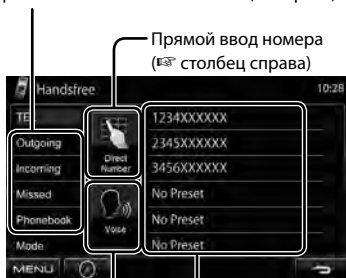 Прямой ввод номера
(☞ столбец справа)
Handsfree
10:28
TEL
1234XXXXXX
Outgoing
2345XXXXXX
Direct
Number
Incoming
3456XXXXXX
Missed
No Preset
Voice
Phonebook
No Preset
Mode
No Preset
MENU